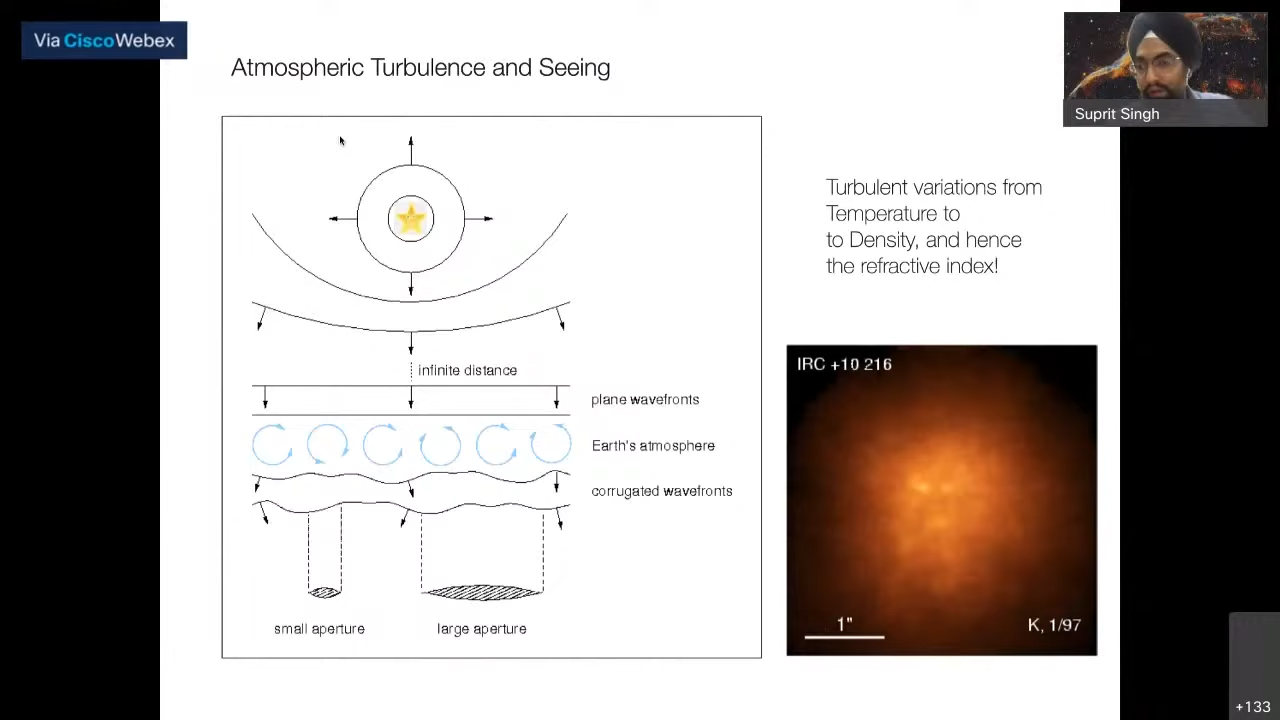 Via Cisco Webex
Atmospheric Turbulence and Seeing
Suprit Singh
Turbulent variations from
Temperature to
to Density, and hence
the refractive index!
infinite distance
plane wavefronts
Earth's atmosphere
corrugated wavefronts
small aperture
large aperture
IRC +10 216
1"
K, 1/97
+133